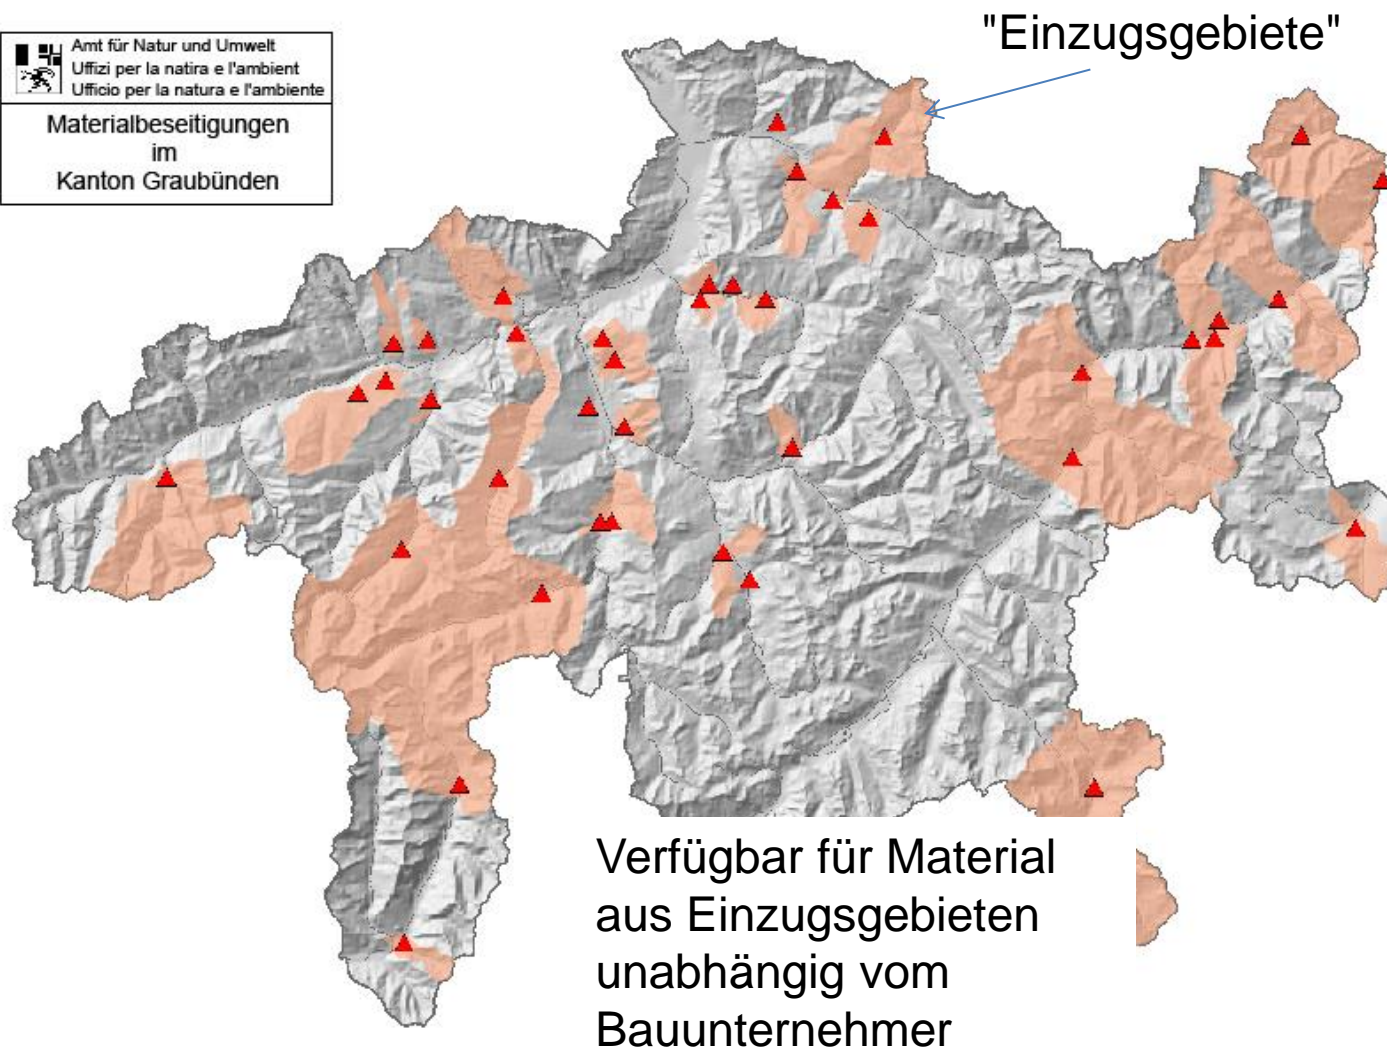 Amt für Natur und Umwelt
Uffizi per la natira e l'ambient
Ufficio per la natura e l'ambiente
Materialbeseitigungen
im
Kanton Graubünden
"Einzugsgebiete"
Verfügbar für Material
aus Einzugsgebieten
unabhängig vom
Bauunternehmer